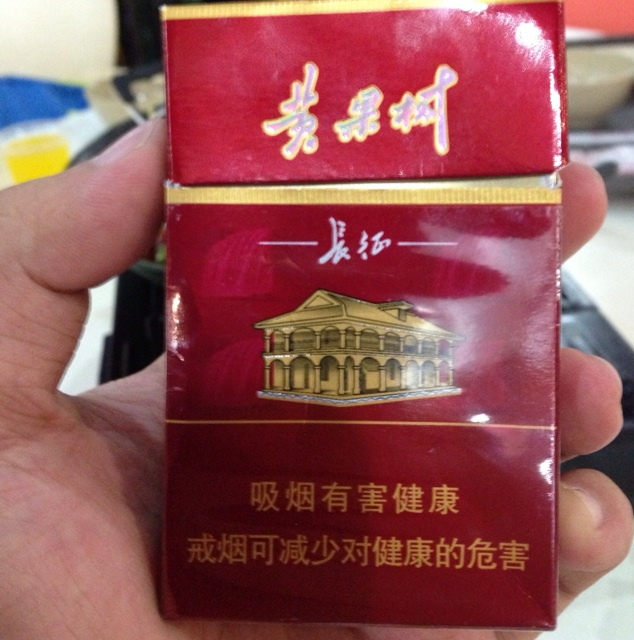 黄果树
長征
吸烟有害健康
戒烟可减少对健康的危害